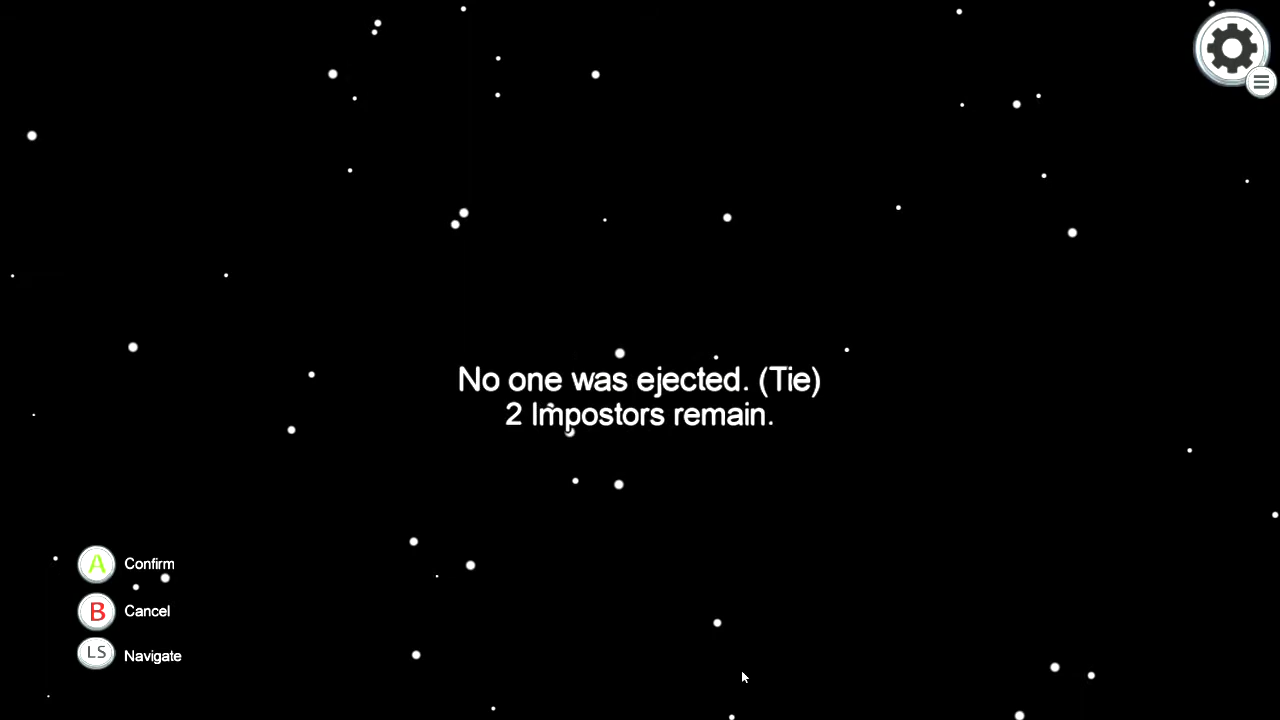 No one was ejected. (Tie)
2 Impostors remain.
A Confirm
B Cancel
LS Navigate